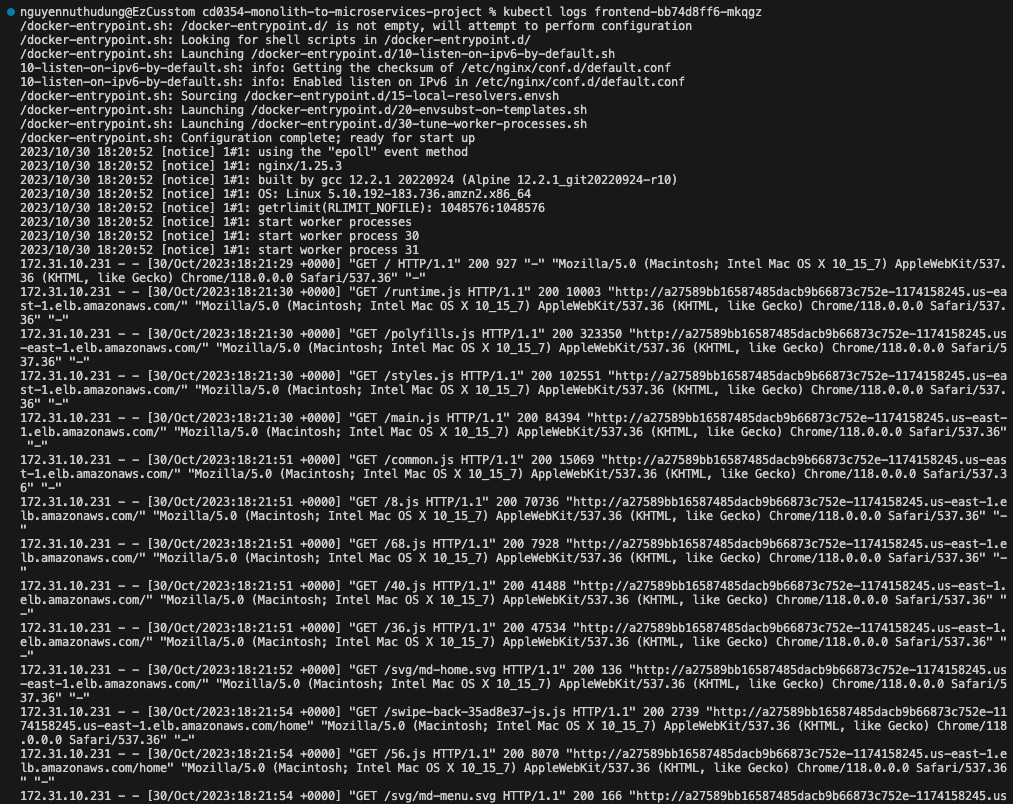 nguyennuthudung@EzCusstom cd0354-monolith-to-microservices-project % kubectl logs frontend-bb74d8ff6-mkqgz
/docker-entrypoint.sh: /docker-entrypoint.d/ is not empty, will attempt to perform configuration
/docker-entrypoint.sh: Looking for shell scripts in /docker-entrypoint.d/
/docker-entrypoint.sh: Launching /docker-entrypoint.d/10-listen-on-ipv6-by-default.sh
10-listen-on-ipv6-by-default.sh: info: Getting the checksum of /etc/nginx/conf.d/default.conf
10-listen-on-ipv6-by-default.sh: info: Enabled listen on IPv6 in /etc/nginx/conf.d/default.conf
/docker-entrypoint.sh: Sourcing /docker-entrypoint.d/15-local-resolvers.envsh
/docker-entrypoint.sh: Launching /docker-entrypoint.d/20-envsubst-on-templates.sh
/docker-entrypoint.sh: Launching /docker-entrypoint.d/30-tune-worker-processes.sh
/docker-entrypoint.sh: Configuration complete; ready for start up
2023/10/30 18:20:52 [notice] 1#1: using the "epoll" event method
2023/10/30 18:20:52 [notice] 1#1: nginx/1.25.3
2023/10/30 18:20:52 [notice] 1#1: built by gcc 12.2.1 20220924 (Alpine 12.2.1_git20220924-r10)
2023/10/30 18:20:52 [notice] 1#1: OS: Linux 5.10.192-183.736.amzn2.x86_64
2023/10/30 18:20:52 [notice] 1#1: getrlimit(RLIMIT_NOFILE): 1048576:1048576
2023/10/30 18:20:52 [notice] 1#1: start worker processes
2023/10/30 18:20:52 [notice] 1#1: start worker process 30
2023/10/30 18:20:52 [notice] 1#1: start worker process 31
172.31.10.231 - - [30/Oct/2023:18:21:29 +0000] "GET / HTTP/1.1" 200 927 "-" "Mozilla/5.0 (Macintosh; Intel Mac OS X 10_15_7) AppleWebKit/537.
36 (KHTML, like Gecko) Chrome/118.0.0.0 Safari/537.36" "-"
172.31.10.231 - - [30/Oct/2023:18:21:30 +0000] "GET /runtime.js HTTP/1.1" 200 10003 "http://a27589bb16587485dacb9b66873c752e-1174158245.us-ea
st-1.elb.amazonaws.com/" "Mozilla/5.0 (Macintosh; Intel Mac OS X 10_15_7) AppleWebKit/537.36 (KHTML, like Gecko) Chrome/118.0.0.0 Safari/537.
36" "-"
172.31.10.231 - - [30/Oct/2023:18:21:30 +0000] "GET /polyfills.js HTTP/1.1" 200 323350 "http://a27589bb16587485dacb9b66873c752e-1174158245.us
-east-1.elb.amazonaws.com/" "Mozilla/5.0 (Macintosh; Intel Mac OS X 10_15_7) AppleWebKit/537.36 (KHTML, like Gecko) Chrome/118.0.0.0 Safari/5
37.36" "-"
172.31.10.231 - - [30/Oct/2023:18:21:30 +0000] "GET /styles.js HTTP/1.1" 200 102551 "http://a27589bb16587485dacb9b66873c752e-1174158245.us-ea
st-1.elb.amazonaws.com/" "Mozilla/5.0 (Macintosh; Intel Mac OS X 10_15_7) AppleWebKit/537.36 (KHTML, like Gecko) Chrome/118.0.0.0 Safari/537.
36" "-"
172.31.10.231 - - [30/Oct/2023:18:21:30 +0000] "GET /main.js HTTP/1.1" 200 84394 "http://a27589bb16587485dacb9b66873c752e-1174158245.us-east-
1.elb.amazonaws.com/" "Mozilla/5.0 (Macintosh; Intel Mac OS X 10_15_7) AppleWebKit/537.36 (KHTML, like Gecko) Chrome/118.0.0.0 Safari/537.36"
"-"
172.31.10.231 - - [30/Oct/2023:18:21:51 +0000] "GET /common.js HTTP/1.1" 200 15069 "http://a27589bb16587485dacb9b66873c752e-1174158245.us-eas
t-1.elb.amazonaws.com/" "Mozilla/5.0 (Macintosh; Intel Mac OS X 10_15_7) AppleWebKit/537.36 (KHTML, like Gecko) Chrome/118.0.0.0 Safari/537.3
6" "-"
172.31.10.231 - - [30/Oct/2023:18:21:51 +0000] "GET /8.js HTTP/1.1" 200 70736 "http://a27589bb16587485dacb9b66873c752e-1174158245.us-east-1.e
lb.amazonaws.com/" "Mozilla/5.0 (Macintosh; Intel Mac OS X 10_15_7) AppleWebKit/537.36 (KHTML, like Gecko) Chrome/118.0.0.0 Safari/537.36" "-
"
172.31.10.231 - - [30/Oct/2023:18:21:51 +0000] "GET /68.js HTTP/1.1" 200 7928 "http://a27589bb16587485dacb9b66873c752e-1174158245.us-east-1.e
lb.amazonaws.com/" "Mozilla/5.0 (Macintosh; Intel Mac OS X 10_15_7) AppleWebKit/537.36 (KHTML, like Gecko) Chrome/118.0.0.0 Safari/537.36" "-
"
172.31.10.231 - - [30/Oct/2023:18:21:51 +0000] "GET /40.js HTTP/1.1" 200 41488 "http://a27589bb16587485dacb9b66873c752e-1174158245.us-east-1.
elb.amazonaws.com/" "Mozilla/5.0 (Macintosh; Intel Mac OS X 10_15_7) AppleWebKit/537.36 (KHTML, like Gecko) Chrome/118.0.0.0 Safari/537.36" "
-"
172.31.10.231 - - [30/Oct/2023:18:21:51 +0000] "GET /36.js HTTP/1.1" 200 47534 "http://a27589bb16587485dacb9b66873c752e-1174158245.us-east-1.
elb.amazonaws.com/" "Mozilla/5.0 (Macintosh; Intel Mac OS X 10_15_7) AppleWebKit/537.36 (KHTML, like Gecko) Chrome/118.0.0.0 Safari/537.36" "
-"
172.31.10.231 - - [30/Oct/2023:18:21:52 +0000] "GET /svg/md-home.svg HTTP/1.1" 200 136 "http://a27589bb16587485dacb9b66873c752e-1174158245.us
-east-1.elb.amazonaws.com/" "Mozilla/5.0 (Macintosh; Intel Mac OS X 10_15_7) AppleWebKit/537.36 (KHTML, like Gecko) Chrome/118.0.0.0 Safari/5
37.36" "-"
172.31.10.231 - - [30/Oct/2023:18:21:54 +0000] "GET /swipe-back-35ad8e37-js.js HTTP/1.1" 200 2739 "http://a27589bb16587485dacb9b66873c752e-11
74158245.us-east-1.elb.amazonaws.com/home" "Mozilla/5.0 (Macintosh; Intel Mac OS X 10_15_7) AppleWebKit/537.36 (KHTML, like Gecko) Chrome/118
.0.0.0 Safari/537.36" "-"
172.31.10.231 - - [30/Oct/2023:18:21:54 +0000] "GET /56.js HTTP/1.1" 200 8070 "http://a27589bb16587485dacb9b66873c752e-1174158245.us-east-1.e
lb.amazonaws.com/home" "Mozilla/5.0 (Macintosh; Intel Mac OS X 10_15_7) AppleWebKit/537.36 (KHTML, like Gecko) Chrome/118.0.0.0 Safari/537.36
" "-"
172.31.10.231 - - [30/Oct/2023:18:21:54 +0000] "GET /svg/md-menu.svg HTTP/1.1" 200 166 "http://a27589bb16587485dacb9b66873c752e-1174158245.us